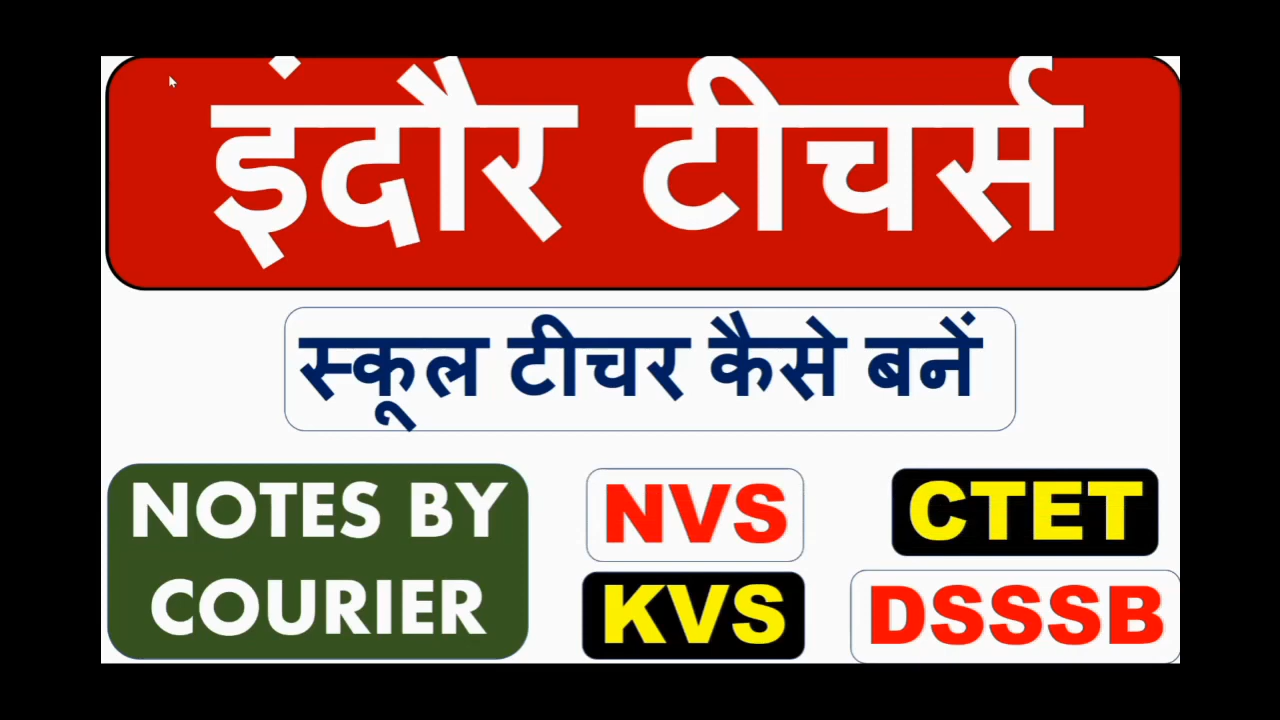 इंदौर टीचर्स
स्कूल टीचर कैसे बनें
NOTES BY
COURIER
NVS
CTET
KVS
DSSSB